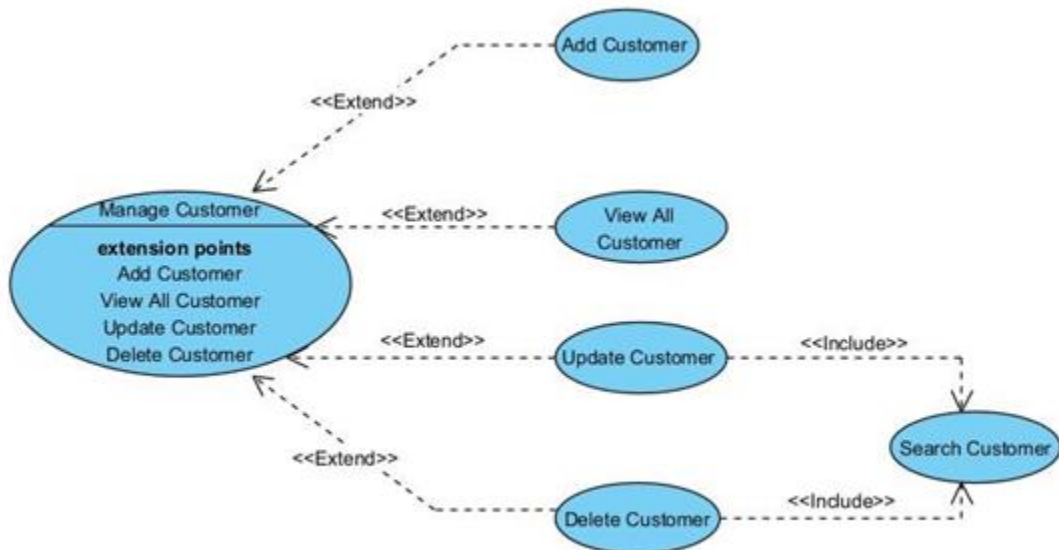 Add Customer
<<Extend>>
Manage Customer
extension points
Add Customer
View All Customer
Update Customer
Delete Customer
<<Extend>>
View All
Customer
<<Extend>>
Update Customer
<<Include>>
Search Customer
<<Extend>>
Delete Customer
<<Include>>